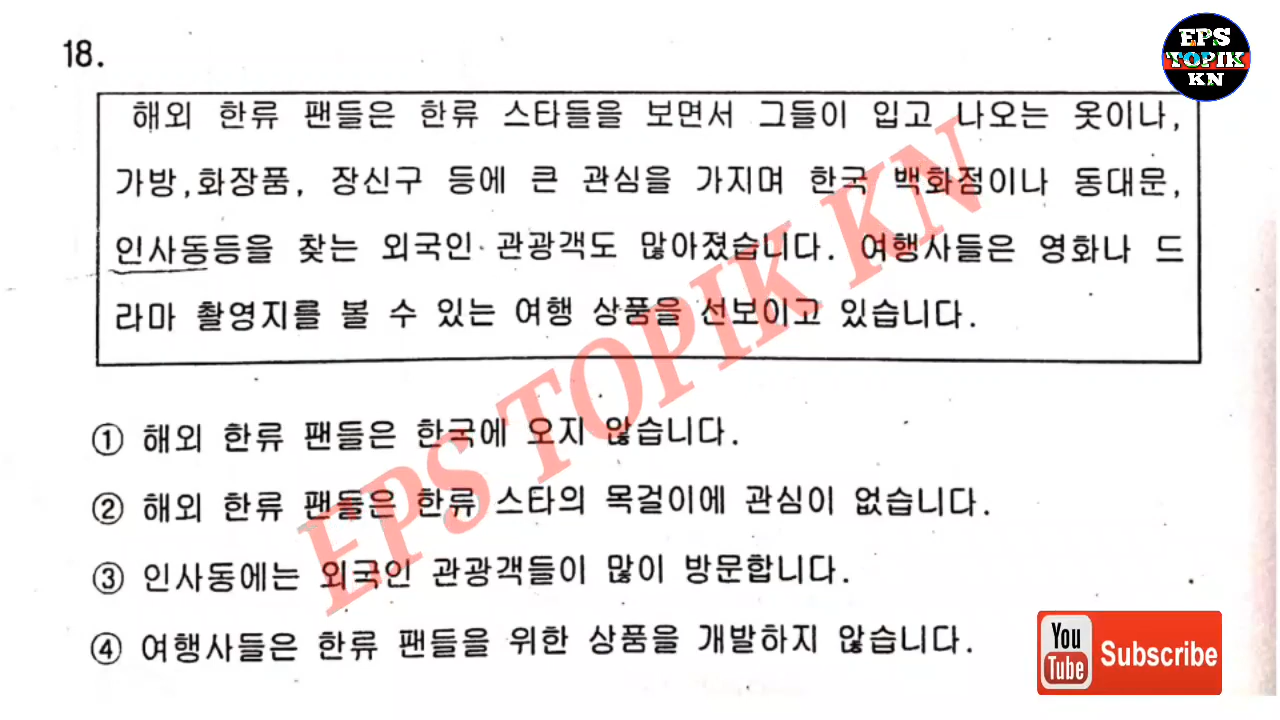 18.
EPS
TOPIK
KN
해외 한류 팬들은 한류 스타들을 보면서 그들이 입고 나오는 옷이나,
가방,화장품, 장신구 등에 큰 관심을 가지며 한국 백화점이나 동대문,
인사동등을 찾는 외국인 관광객도 많아졌습니다. 여행사들은 영화나 드
라마 촬영지를 볼 수 있는 여행 상품을 선보이고 있습니다.
EPS TOPIK KN
① 해외 한류 팬들은 한국에 오지 않습니다.
② 해외 한류 팬들은 한류 스타의 목걸이에 관심이 없습니다.
③ 인사동에는 외국인 관광객들이 많이 방문합니다.
④ 여행사들은 한류 팬들을 위한 상품을 개발하지 않습니다.
You
Tube
Subscribe